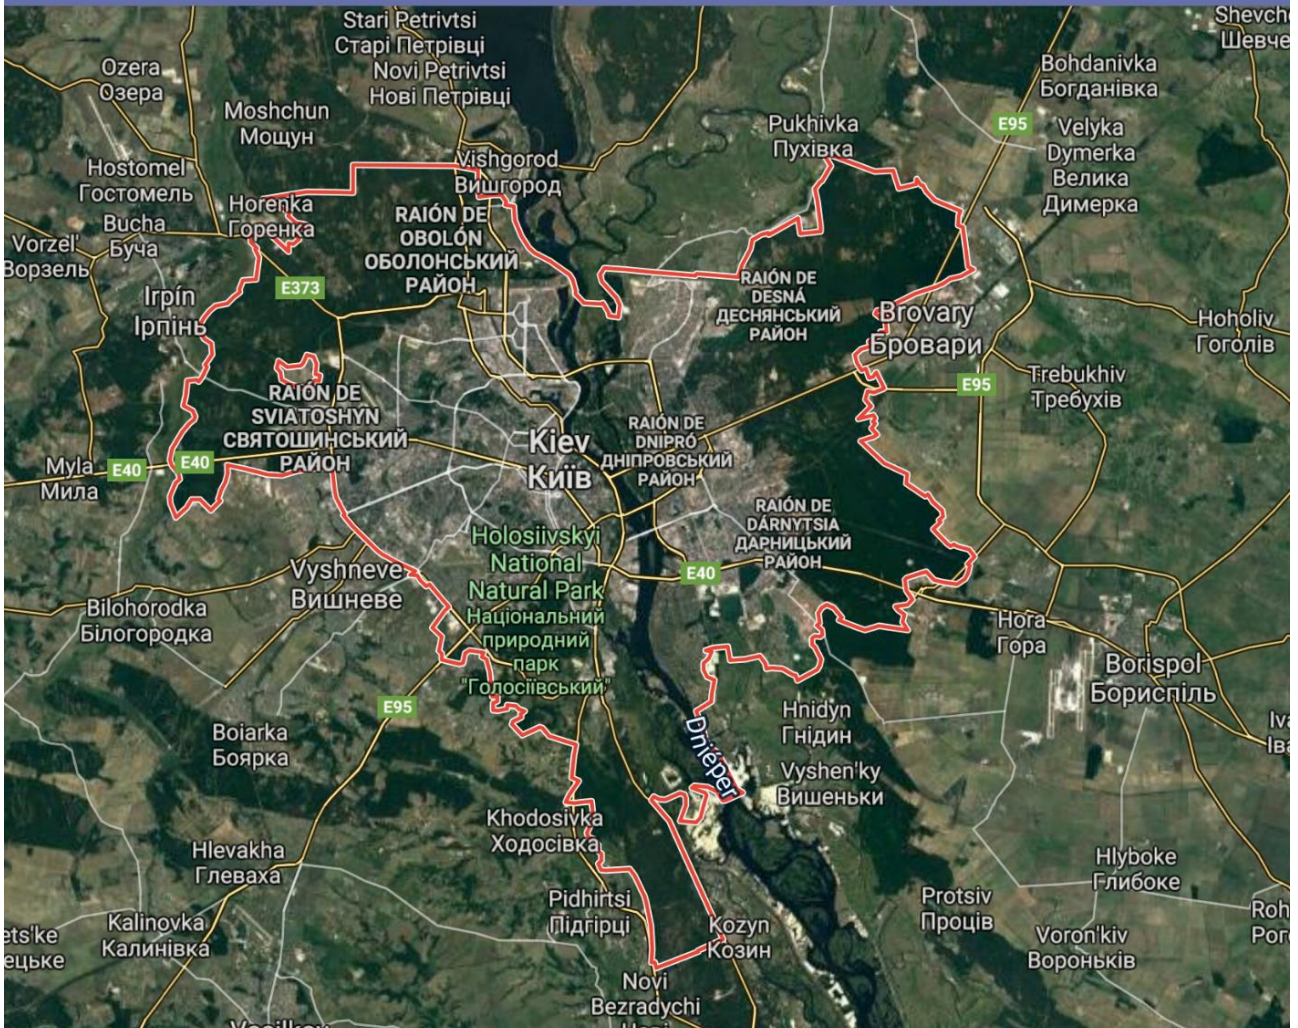 Stari Petrivtsi
Старі Петрівці
Novi Petrivtsi
Нові Петрівці
Ozera
Озера
Moshchun
Мощун
Hostomel
Гостомель
Bucha
Буча
Vorzel'
Ворзель
Horenka
Горенка
Vishgorod
Вишгород
Pukhivka
Пухівка
Bohdanivka
Богданівка
E95
Velyka
Dymerka
Велика
Димерка
RAIÓN DE
OBOLÓN
ОБОЛОНСЬКИЙ
РАЙОН
E373
Irpín
Ірпінь
RAIÓN DE
DESNÁ
ДЕСНЯНСЬКИЙ
РАЙОН
Brovary
Бровари
Hoholiv
Гоголів
E95
Trebukhiv
Требухів
RAIÓN DE
SVIATOSHYN
СВЯТОШИНСЬКИЙ
РАЙОН
Kiev
Київ
RAIÓN DE
DNIPRÓ
ДНІПРОВСЬКИЙ
РАЙОН
Myla
Мила
E40
E40
RAIÓN DE
DÁRNYTSIA
ДАРНИЦЬКИЙ
РАЙОН
Holosiivskyi
National
Natural Park
Національний
природний
парк
"Голосіївський"
E40
Vyshneve
Вишневе
Bilohorodka
Білогородка
Hora
Гора
Borispol
Бориспіль
E95
Boiarka
Боярка
Hnidyn
Гнідин
Dniéper
Vyshen'ky
Вишеньки
Khodosivka
Ходосівка
Hlevakha
Глеваха
Hlyboke
Глибоке
Pidhirtsi
Підгірці
Protsiv
Проців
Kozyn
Козин
Kalinovka
Калинівка
Voron'kiv
Вороньків
Novi
Bezradychi